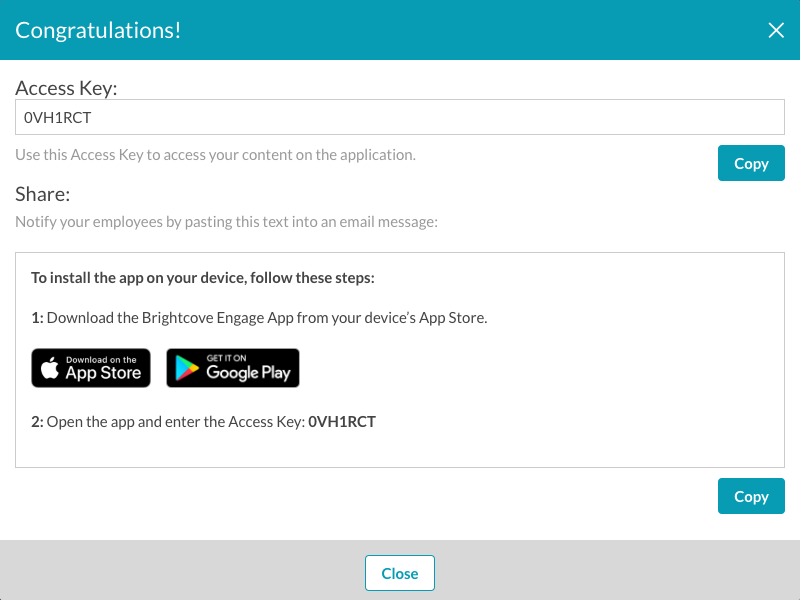 Congratulations!
Access Key:
0VH1RCT
Use this Access Key to access your content on the application.
Copy
Share:
Notify your employees by pasting this text into an email message:
To install the app on your device, follow these steps:
1: Download the Brightcove Engage App from your device’s App Store.
Download on the
App Store
GET IT ON
Google Play
2: Open the app and enter the Access Key: 0VH1RCT
Copy
Close